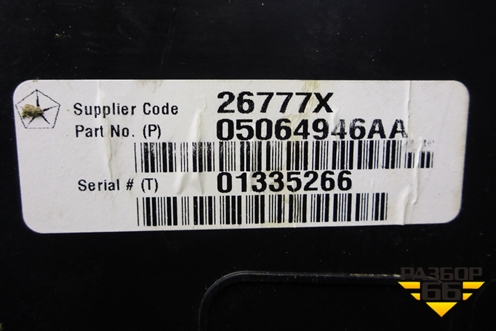 Supplier Code 26777X
Part No. (P) 05064946AA
Serial # (T) 01335266
РАЗБОР
66